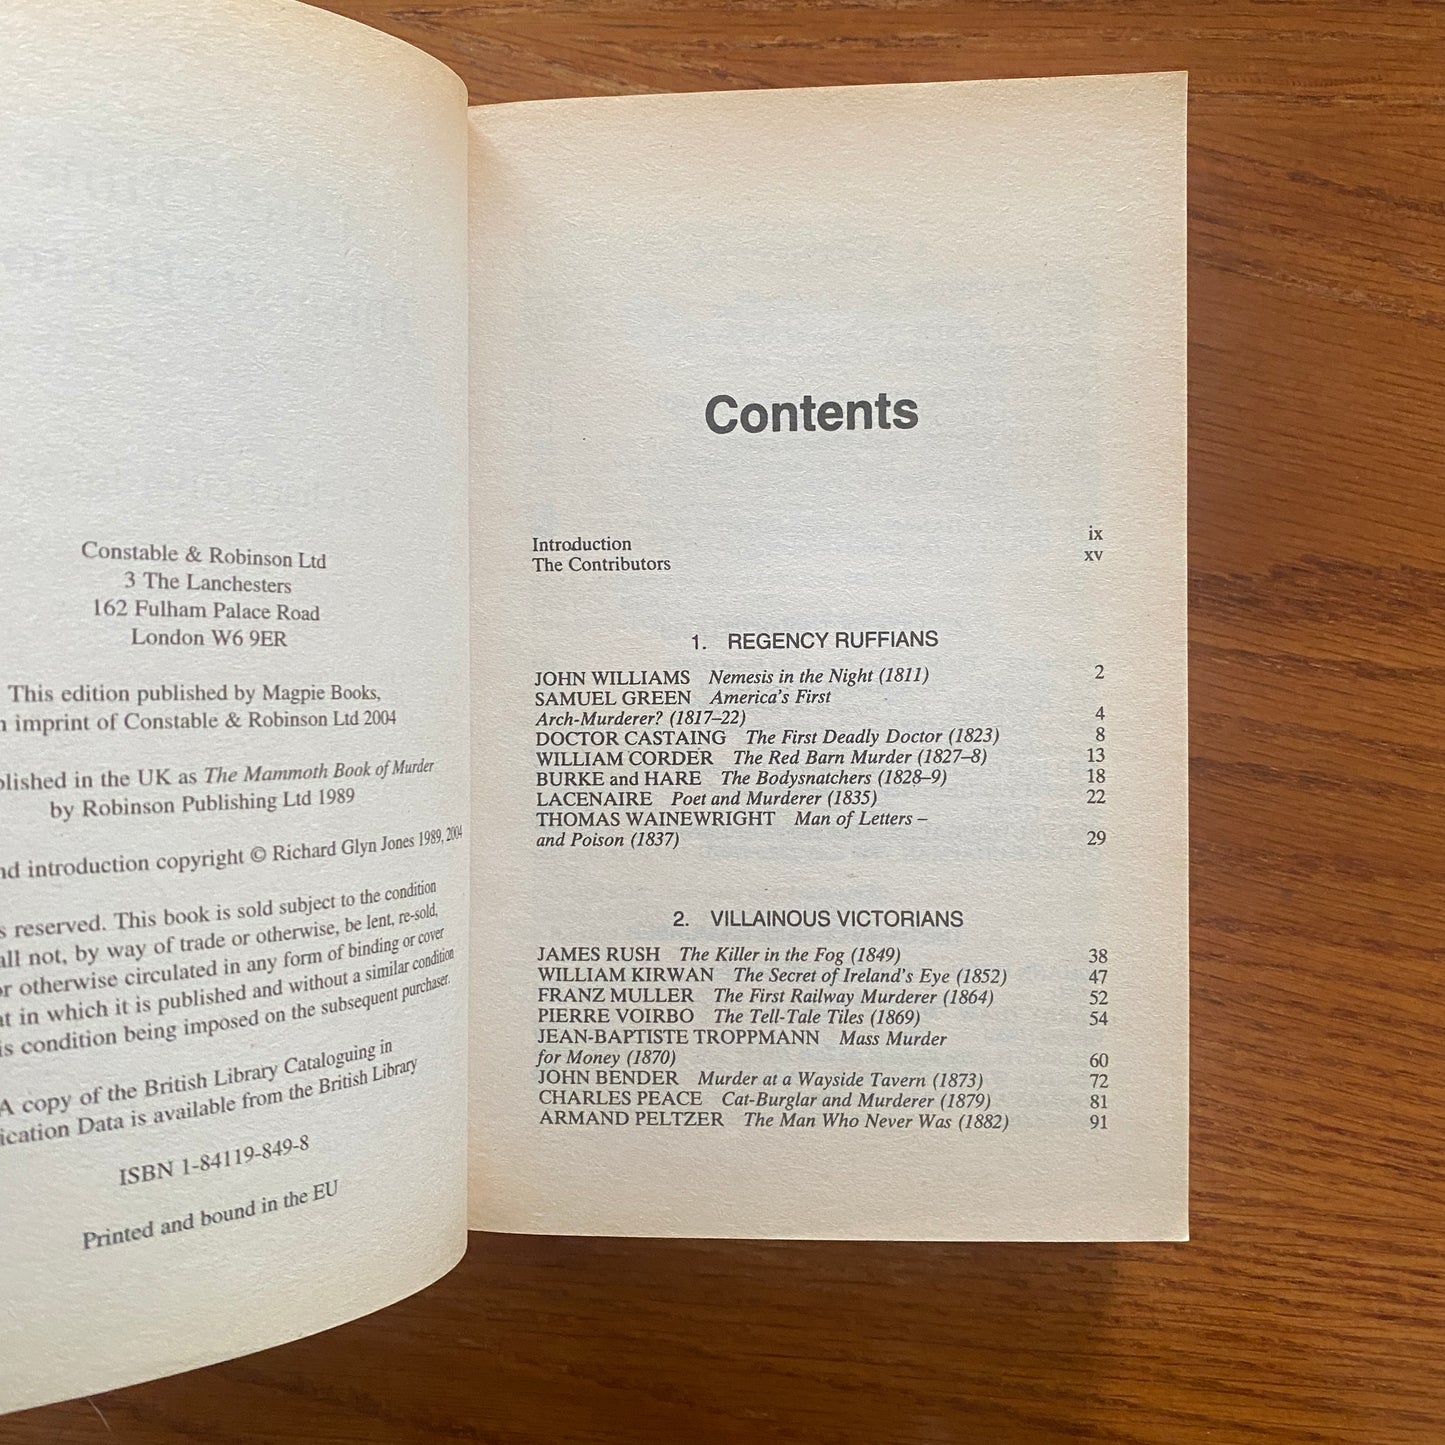 Constable & Robinson Ltd
3 The Lanchesters
162 Fulham Palace Road
London W6 9ER
This edition published by Magpie Books,
imprint of Constable & Robinson Ltd 2004
in the UK as The Mammoth Book of Murder
by Robinson Publishing Ltd 1989
introduction copyright © Richard Glyn Jones 1989, 2004
reserved. This book is sold subject to the condition
not, by way of trade or otherwise, be lent, re-sold,
or otherwise circulated in any form of binding or cover
in which it is published and without a similar condition
condition being imposed on the subsequent purchaser.
A copy of the British Library Cataloguing in
Data is available from the British Library
ISBN 1-84119-849-8
Printed and bound in the EU
Contents
Introduction ix
The Contributors xv
1. REGENCY RUFFIANS
JOHN WILLIAMS Nemesis in the Night (1811) 2
SAMUEL GREEN America's First
Arch-Murderer? (1817–22) 4
DOCTOR CASTAING The First Deadly Doctor (1823) 8
WILLIAM CORDER The Red Barn Murder (1827–8) 13
BURKE and HARE The Bodysnatchers (1828–9) 18
LACENAIRE Poet and Murderer (1835) 22
THOMAS WAINEWRIGHT Man of Letters –
and Poison (1837) 29
2. VILLAINOUS VICTORIANS
JAMES RUSH The Killer in the Fog (1849) 38
WILLIAM KIRWAN The Secret of Ireland's Eye (1852) 47
FRANZ MULLER The First Railway Murderer (1864) 52
PIERRE VOIRBO The Tell-Tale Tiles (1869) 54
JEAN-BAPTISTE TROPPMANN Mass Murder
for Money (1870) 60
JOHN BENDER Murder at a Wayside Tavern (1873) 72
CHARLES PEACE Cat-Burglar and Murderer (1879) 81
ARMAND PELTZER The Man Who Never Was (1882) 91